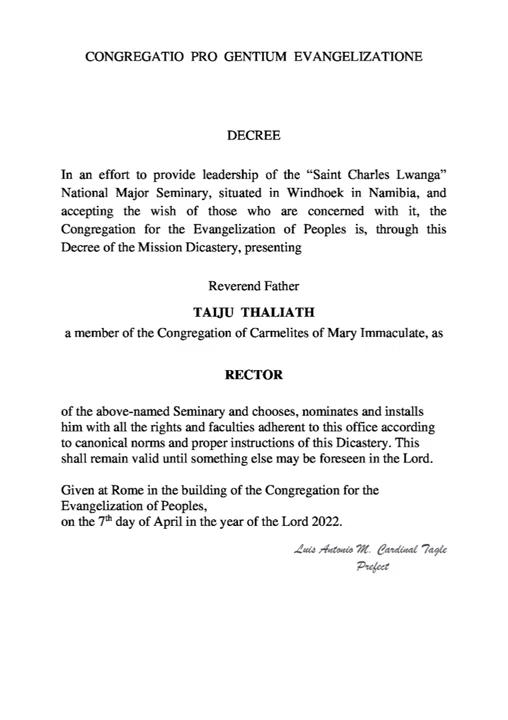 CONGREGATIO PRO GENTIUM EVANGELIZATIONE
DECREE
In an effort to provide leadership of the “Saint Charles Lwanga”
National Major Seminary, situated in Windhoek in Namibia, and
accepting the wish of those who are concerned with it, the
Congregation for the Evangelization of Peoples is, through this
Decree of the Mission Dicastery, presenting
Reverend Father
TAIJU THALIATH
a member of the Congregation of Carmelites of Mary Immaculate, as
RECTOR
of the above-named Seminary and chooses, nominates and installs
him with all the rights and faculties adherent to this office according
to canonical norms and proper instructions of this Dicastery. This
shall remain valid until something else may be foreseen in the Lord.
Given at Rome in the building of the Congregation for the
Evangelization of Peoples,
on the 7th day of April in the year of the Lord 2022.
Luis Antonio M. Cardinal Tagle
Prefect